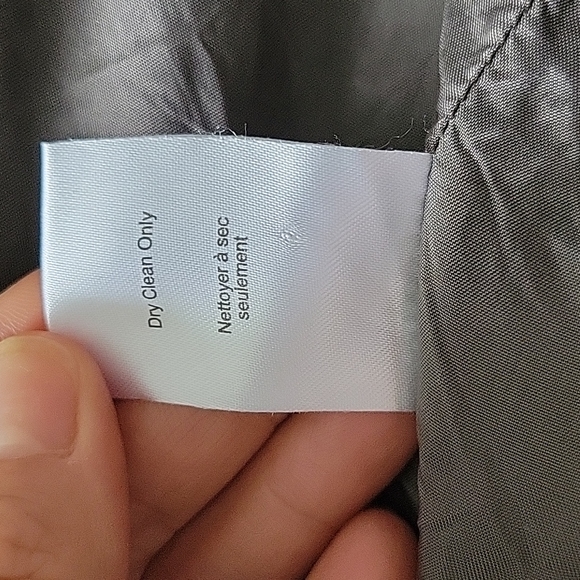 Dry Clean Only
Nettoyer à sec
seulement